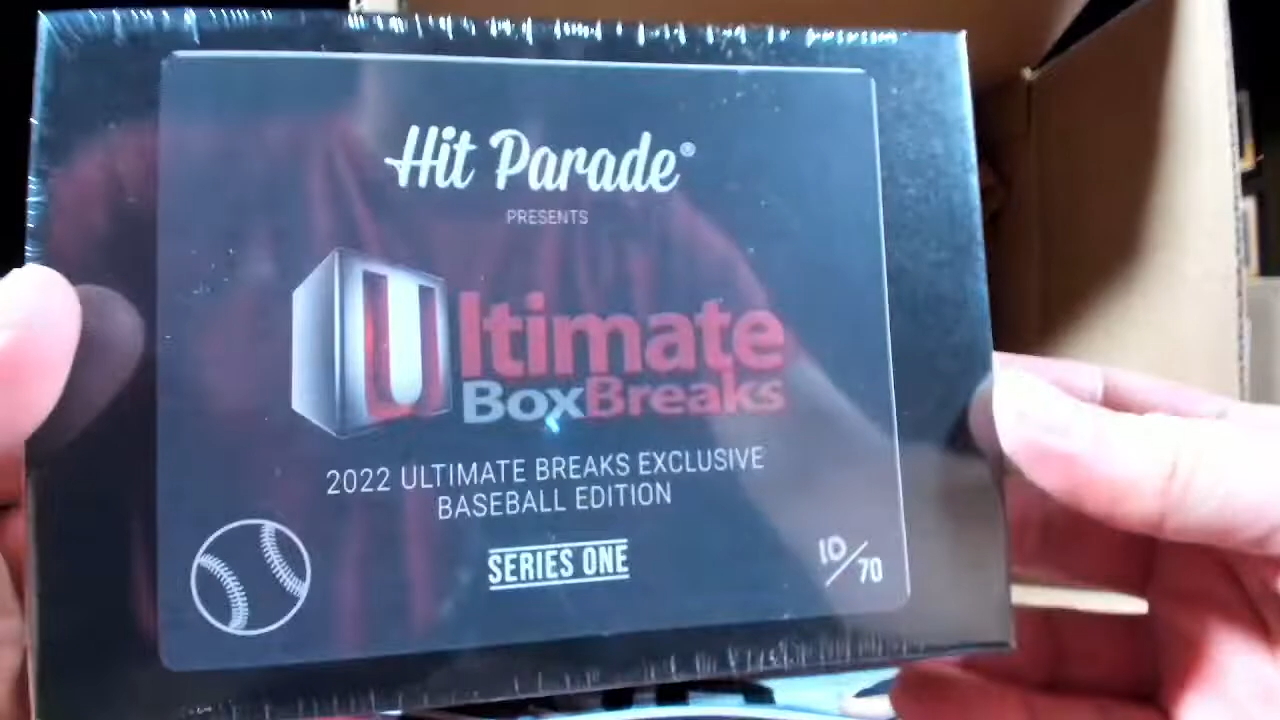 Hit Parade®
PRESENTS
Ultimate
BoxBreaks
2022 ULTIMATE BREAKS EXCLUSIVE
BASEBALL EDITION
SERIES ONE
10/70